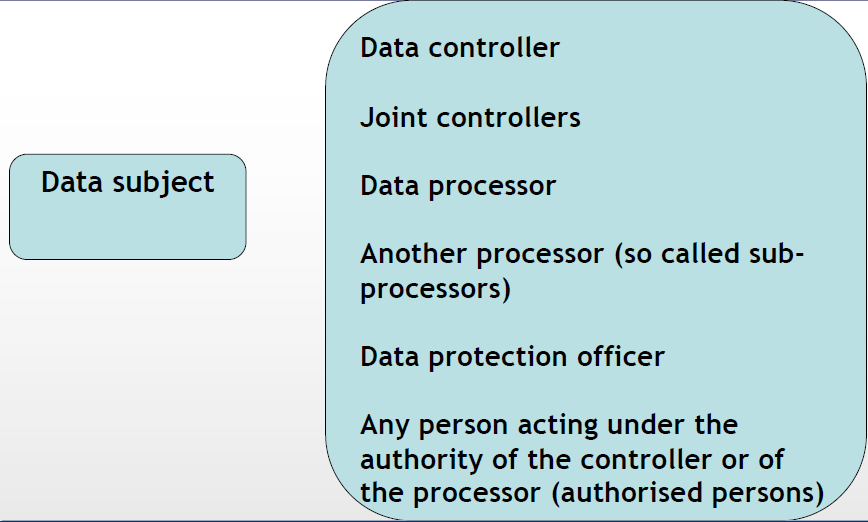 Data subject
Data controller
Joint controllers
Data processor
Another processor (so called sub-
processors)
Data protection officer
Any person acting under the
authority of the controller or of
the processor (authorised persons)